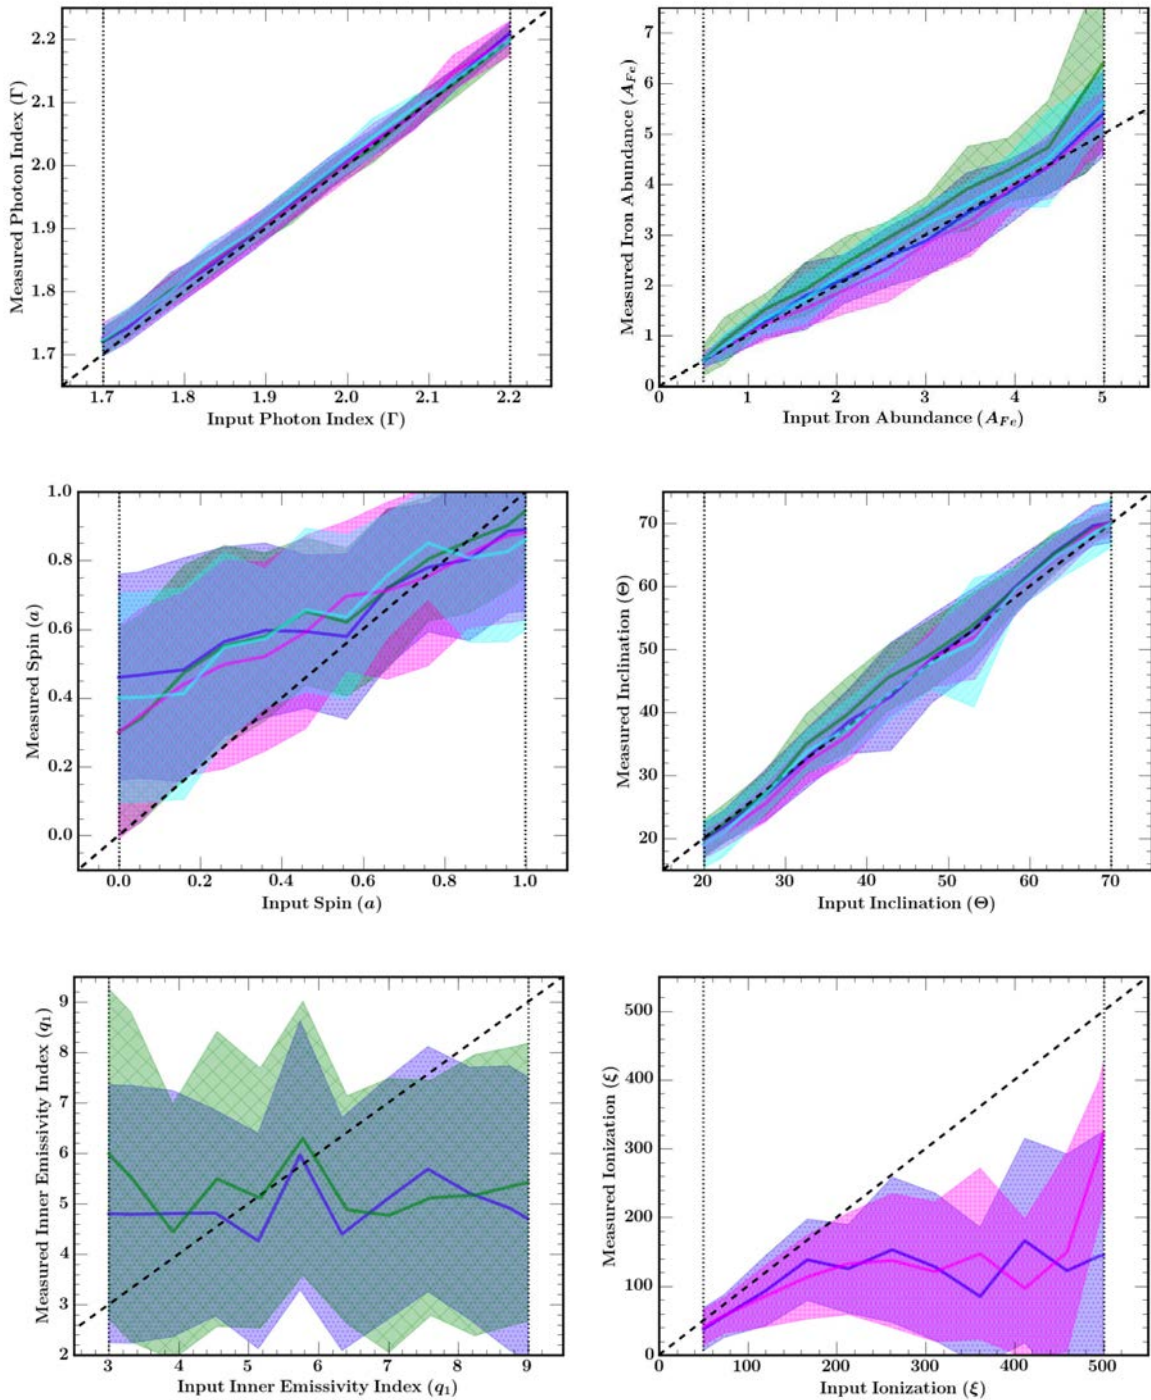 2.2
2.1
2.0
1.9
1.8
1.7
Measured Photon Index (Γ)
1.7 1.8 1.9 2.0 2.1 2.2
Input Photon Index (Γ)
7
6
5
4
3
2
1
0
Measured Iron Abundance (A_Fe)
0 1 2 3 4 5
Input Iron Abundance (A_Fe)
1.0
0.8
0.6
0.4
0.2
0.0
Measured Spin (a)
0.0 0.2 0.4 0.6 0.8 1.0
Input Spin (a)
70
60
50
40
30
20
Measured Inclination (Θ)
20 30 40 50 60 70
Input Inclination (Θ)
9
8
7
6
5
4
3
2
Measured Inner Emissivity Index (q₁)
3 4 5 6 7 8 9
Input Inner Emissivity Index (q₁)
500
400
300
200
100
0
Measured Ionization (ξ)
0 100 200 300 400 500
Input Ionization (ξ)